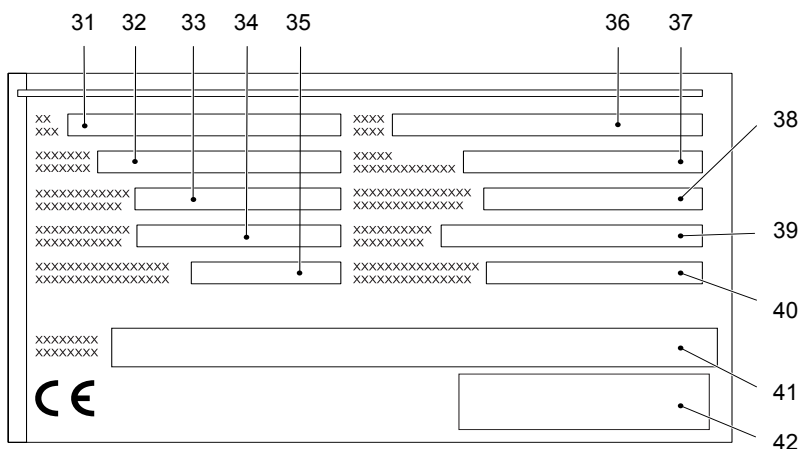 31 32 33 34 35 36 37
XX
XXX
XXXX
XXXX
38
XXXXXXX
XXXXXXX
XXXXX
XXXXXXXXXXXXX
XXXXXXXXXXXX
XXXXXXXXXXX
XXXXXXXXXXXXXXX
XXXXXXXXXXXXXX
XXXXXXXXXXXX
XXXXXXXXXXX
XXXXXXXXXX
XXXXXXXXX
39
XXXXXXXXXXXXXXXXX
XXXXXXXXXXXXXXXXX
XXXXXXXXXXXXXXXX
XXXXXXXXXXXXXXX
40
XXXXXXXX
XXXXXXXX
41
CE
42